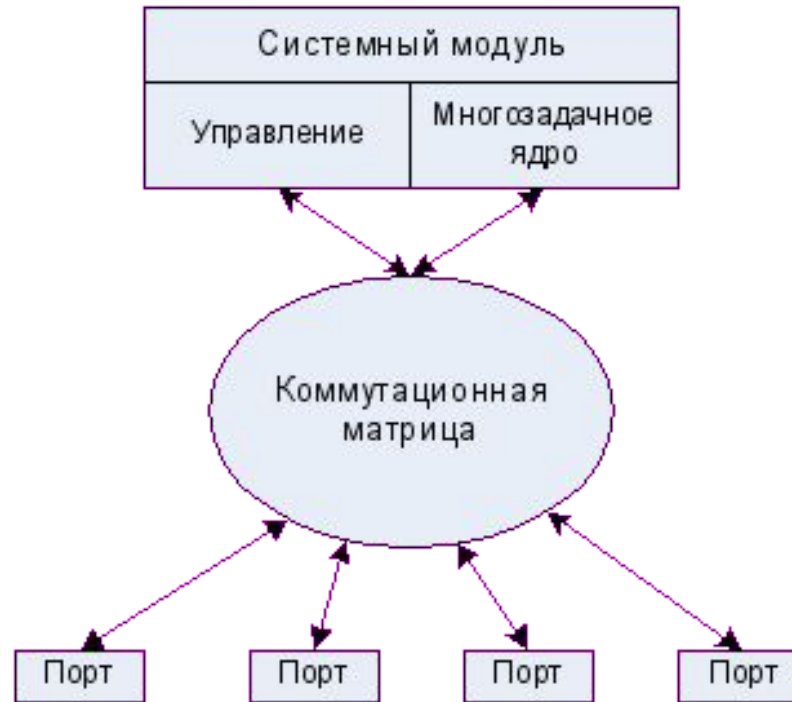 Системный модуль
Управление
Многозадачное
ядро
Коммутационная
матрица
Порт
Порт
Порт
Порт